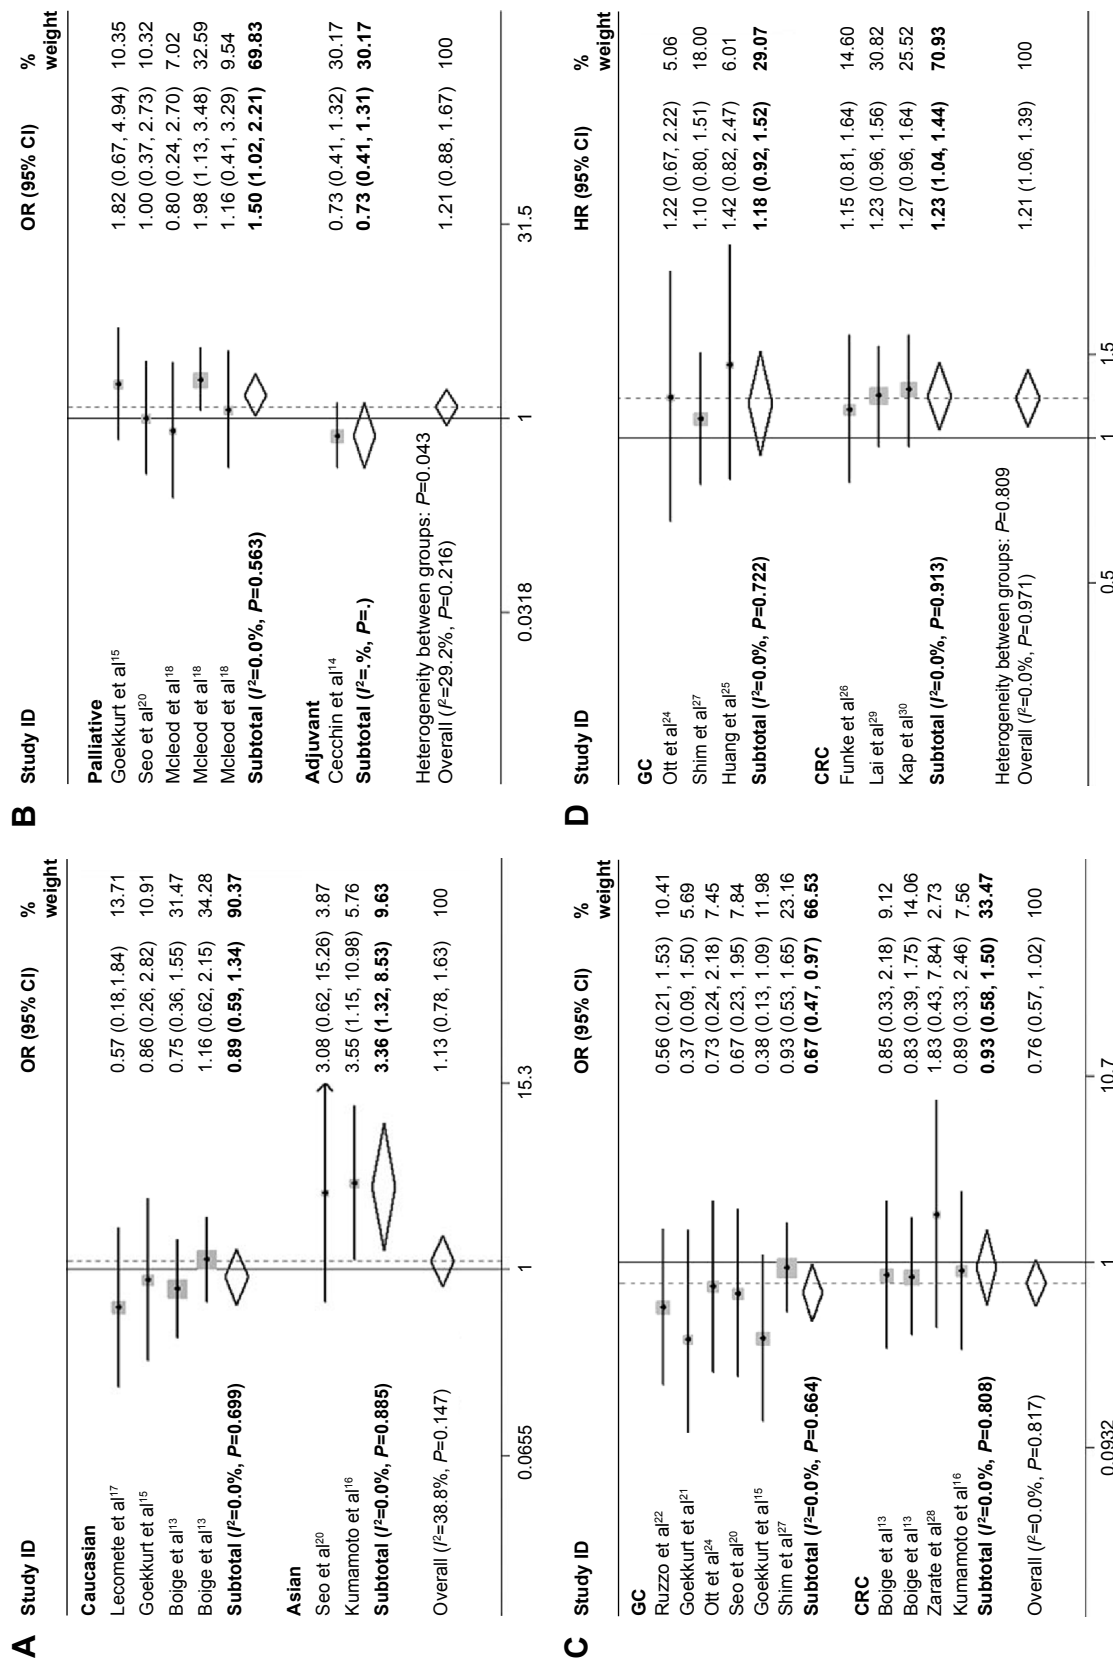 A
Study ID OR (95% CI) % weight
Caucasian
Lecomete et al17 0.57 (0.18,1.84) 13.71
Goekkurt et al15 0.86 (0.26, 2.82) 10.91
Boige et al13 0.75 (0.36, 1.55) 31.47
Boige et al13 1.16 (0.62, 2.15) 34.28
Subtotal (I2=0.0%, P=0.699) 0.89 (0.59, 1.34) 90.37
Asian
Seo et al20 3.08 (0.62, 15.26) 3.87
Kumamoto et al16 3.55 (1.15, 10.98) 5.76
Subtotal (I2=0.0%, P=0.885) 3.36 (1.32, 8.53) 9.63
Overall (I2=38.8%, P=0.147) 1.13 (0.78, 1.63) 100
0.0655 1 15.3
B
Study ID OR (95% CI) % weight
Palliative
Goekkurt et al15 1.82 (0.67, 4.94) 10.35
Seo et al20 1.00 (0.37, 2.73) 10.32
Mcleod et al18 0.80 (0.24, 2.70) 7.02
Mcleod et al18 1.98 (1.13, 3.48) 32.59
Mcleod et al18 1.16 (0.41, 3.29) 9.54
Subtotal (I2=0.0%, P=0.563) 1.50 (1.02, 2.21) 69.83
Adjuvant
Cecchin et al14 0.73 (0.41, 1.32) 30.17
Subtotal (I2=.%, P=.) 0.73 (0.41, 1.31) 30.17
Heterogeneity between groups: P=0.043
Overall (I2=29.2%, P=0.216) 1.21 (0.88, 1.67) 100
0.0318 1 31.5
C
Study ID OR (95% CI) % weight
GC
Ruzzo et al22 0.56 (0.21, 1.53) 10.41
Goekkurt et al21 0.37 (0.09, 1.50) 5.69
Ott et al24 0.73 (0.24, 2.18) 7.45
Seo et al20 0.67 (0.23, 1.95) 7.84
Goekkurt et al15 0.38 (0.13, 1.09) 11.98
Shim et al27 0.93 (0.53, 1.65) 23.16
Subtotal (I2=0.0%, P=0.664) 0.67 (0.47, 0.97) 66.53
CRC
Boige et al13 0.85 (0.33, 2.18) 9.12
Boige et al13 0.83 (0.39, 1.75) 14.06
Zarate et al28 1.83 (0.43, 7.84) 2.73
Kumamoto et al16 0.89 (0.33, 2.46) 7.56
Subtotal (I2=0.0%, P=0.808) 0.93 (0.58, 1.50) 33.47
Overall (I2=0.0%, P=0.817) 0.76 (0.57, 1.02) 100
0.0932 1 10.7
D
Study ID HR (95% CI) % weight
GC
Ott et al24 1.22 (0.67, 2.22) 5.06
Shim et al27 1.10 (0.80, 1.51) 18.00
Huang et al25 1.42 (0.82, 2.47) 6.01
Subtotal (I2=0.0%, P=0.722) 1.18 (0.92, 1.52) 29.07
CRC
Funke et al26 1.15 (0.81, 1.64) 14.60
Lai et al29 1.23 (0.96, 1.56) 30.82
Kap et al30 1.27 (0.96, 1.64) 25.52
Subtotal (I2=0.0%, P=0.913) 1.23 (1.04, 1.44) 70.93
Heterogeneity between groups: P=0.809
Overall (I2=0.0%, P=0.971) 1.21 (1.06, 1.39) 100
0.5 1 1.5